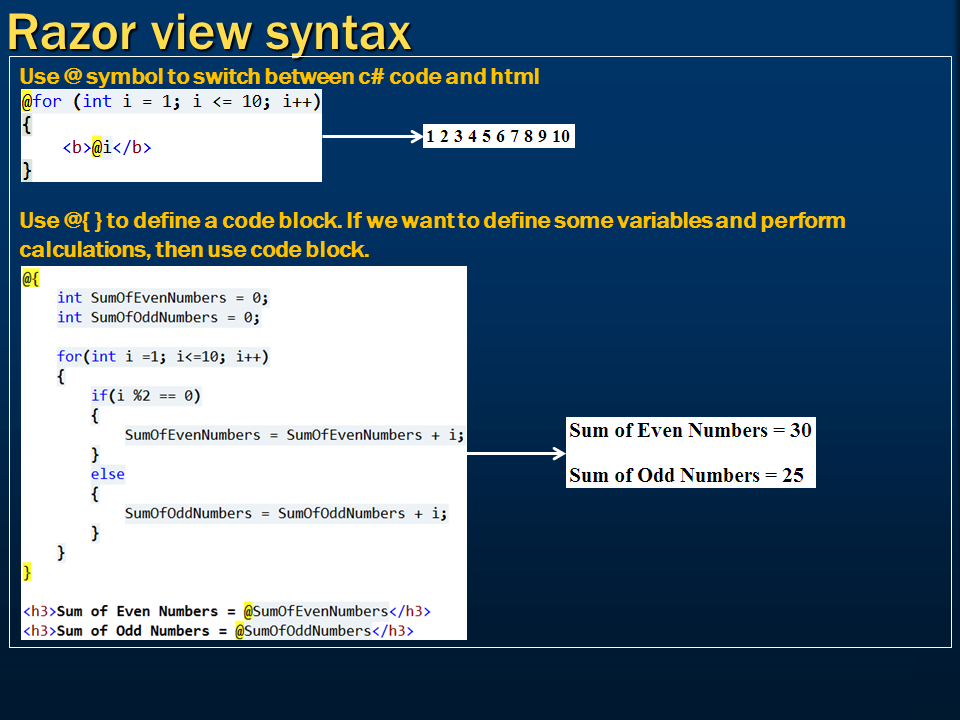 Razor view syntax
Use @ symbol to switch between c# code and html
@for (int i = 1; i <= 10; i++)
{
<b>@i</b>
}
1 2 3 4 5 6 7 8 9 10
Use @{ } to define a code block. If we want to define some variables and perform
calculations, then use code block.
@{
int SumOfEvenNumbers = 0;
int SumOfOddNumbers = 0;
for(int i =1; i<=10; i++)
{
if(i %2 == 0)
{
SumOfEvenNumbers = SumOfEvenNumbers + i;
}
else
{
SumOfOddNumbers = SumOfOddNumbers + i;
}
}
}
<h3>Sum of Even Numbers = @SumOfEvenNumbers</h3>
<h3>Sum of Odd Numbers = @SumOfOddNumbers</h3>
Sum of Even Numbers = 30
Sum of Odd Numbers = 25